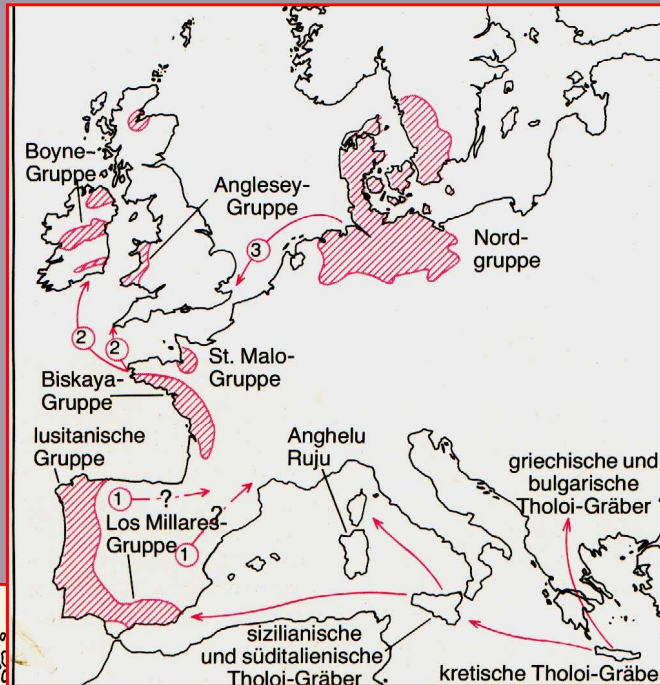 Boyne-
Gruppe
Anglesey-
Gruppe
3
Nord-
gruppe
2
2
St. Malo-
Gruppe
Biskaya-
Gruppe
lusitanische
Gruppe
Anghelu
Ruju
griechische und
bulgarische
Tholoi-Gräber
1
?
?
Los Millares-
Gruppe
1
sizilianische
und süditalienische
Tholoi-Gräber
kretische Tholoi-Gräbe